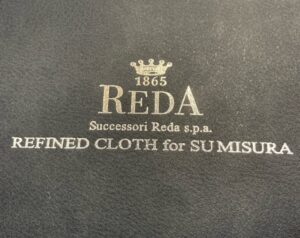 1865
REDA
Successori Reda s.p.a.
REFINED CLOTH for SU MISURA